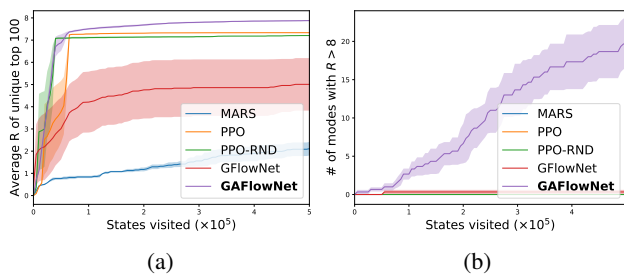 8
7
6
5
4
3
2
1
0
Average R of unique top 100
MARS
PPO
PPO-RND
GFlowNet
GAFlowNet
0 1 2 3 4 5
States visited (×10⁵)
(a)
20
15
10
5
0
# of modes with R > 8
MARS
PPO
PPO-RND
GFlowNet
GAFlowNet
0 1 2 3 4
States visited (×10⁵)
(b)